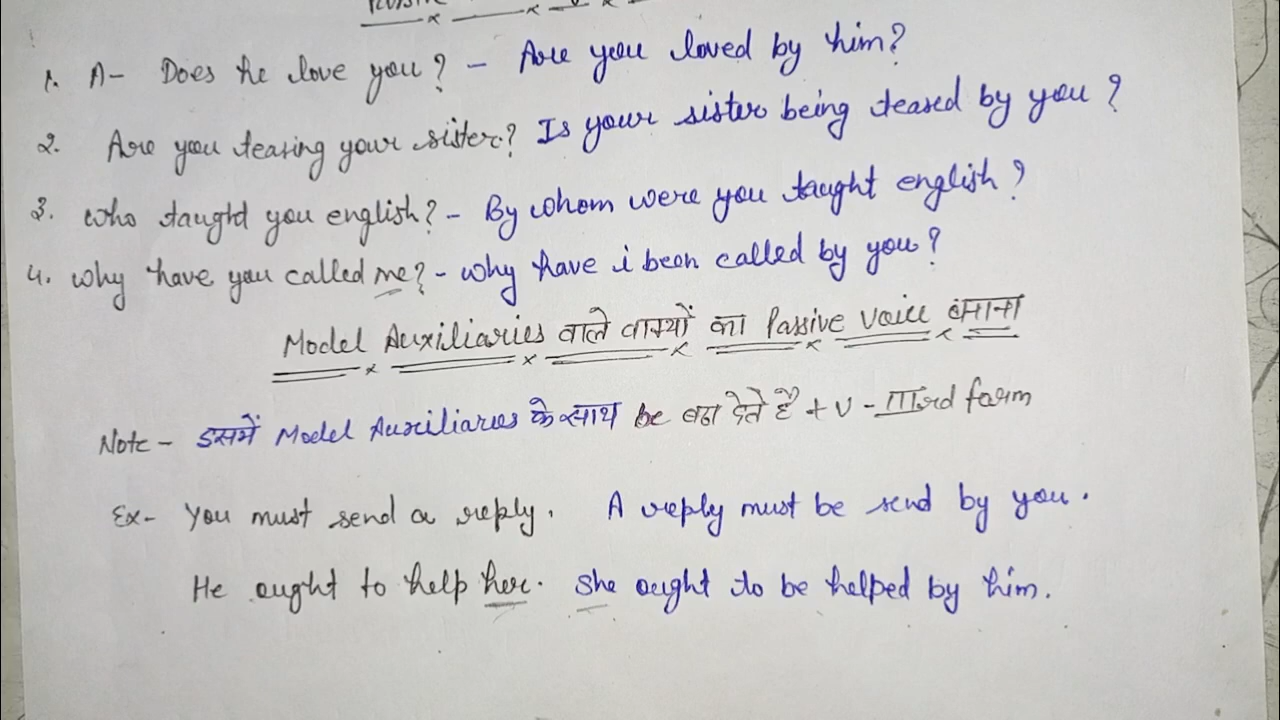 1. A- Does he love you? - Are you loved by him?
2. Are you teasing your sister? Is your sister being teased by you?
3. who taught you english? - By whom were you taught english?
4. why have you called me? - why have i been called by you?
Model Auxiliaries वाले वाक्यों का Passive Voice बनाना
Note - इसमें Model Auxiliaries के साथ be बढा देते है + V - IIIrd form
Ex- You must send a reply. A reply must be send by you.
He ought to help her. She ought to be helped by him.